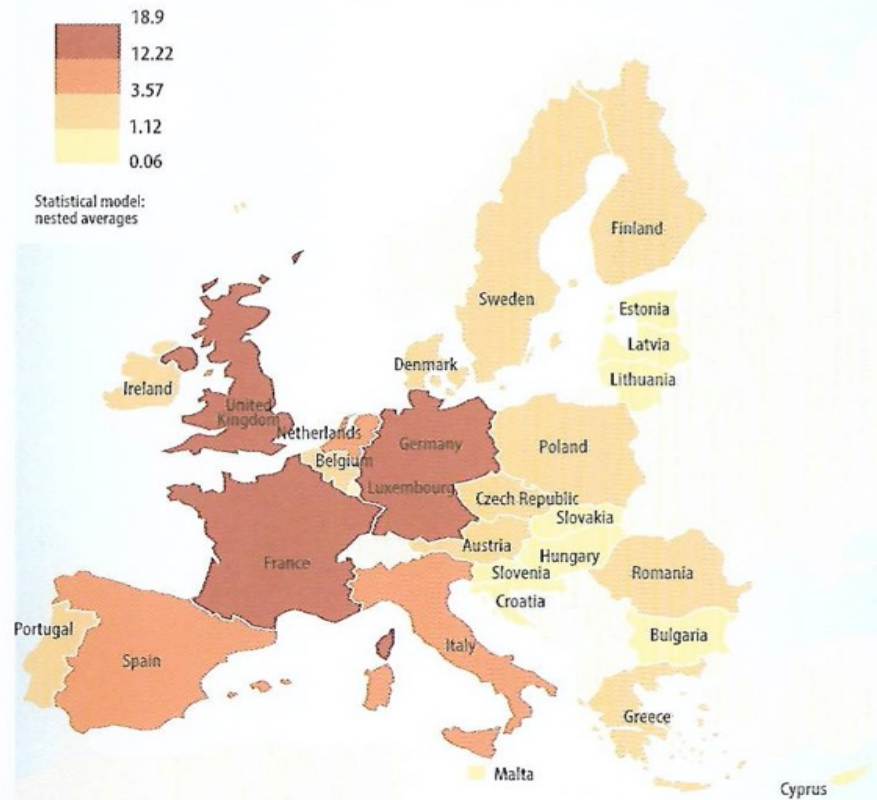 18.9
12.22
3.57
1.12
0.06
Statistical model:
nested averages
Finland
Sweden
Estonia
Latvia
Denmark
Lithuania
Ireland
United
Kingdom
Netherlands
Germany
Poland
Belgium
Luxembourg
Czech Republic
Slovakia
Austria
Hungary
France
Slovenia
Romania
Croatia
Portugal
Bulgaria
Italy
Spain
Greece
Malta
Cyprus